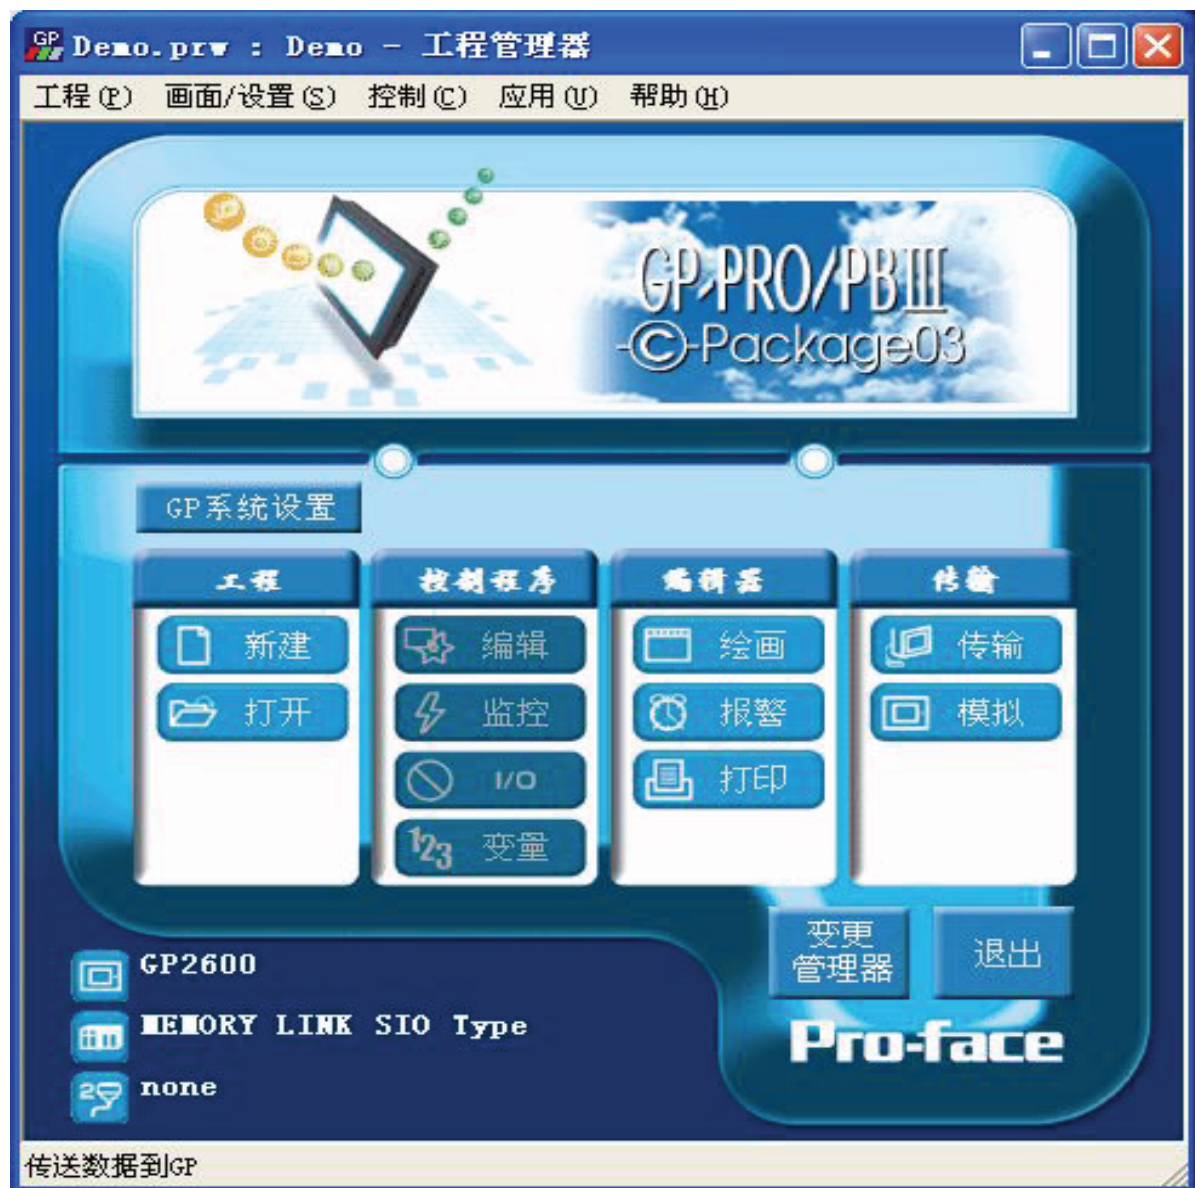 GP
Demo.prw : Demo - 工程管理器
工程(P) 画面/设置(S) 控制(C) 应用(U) 帮助(H)
GP-PRO/PBIII
-C-Package03
GP系统设置
工程 控制程序 编辑器 传输
新建 编辑 绘画 传输
打开 监控 报警 模拟
I/O 打印
123 变量
变更
管理器
退出
GP2600
MEMORY LINK SIO Type
Pro-face
2 none
传送数据到GP